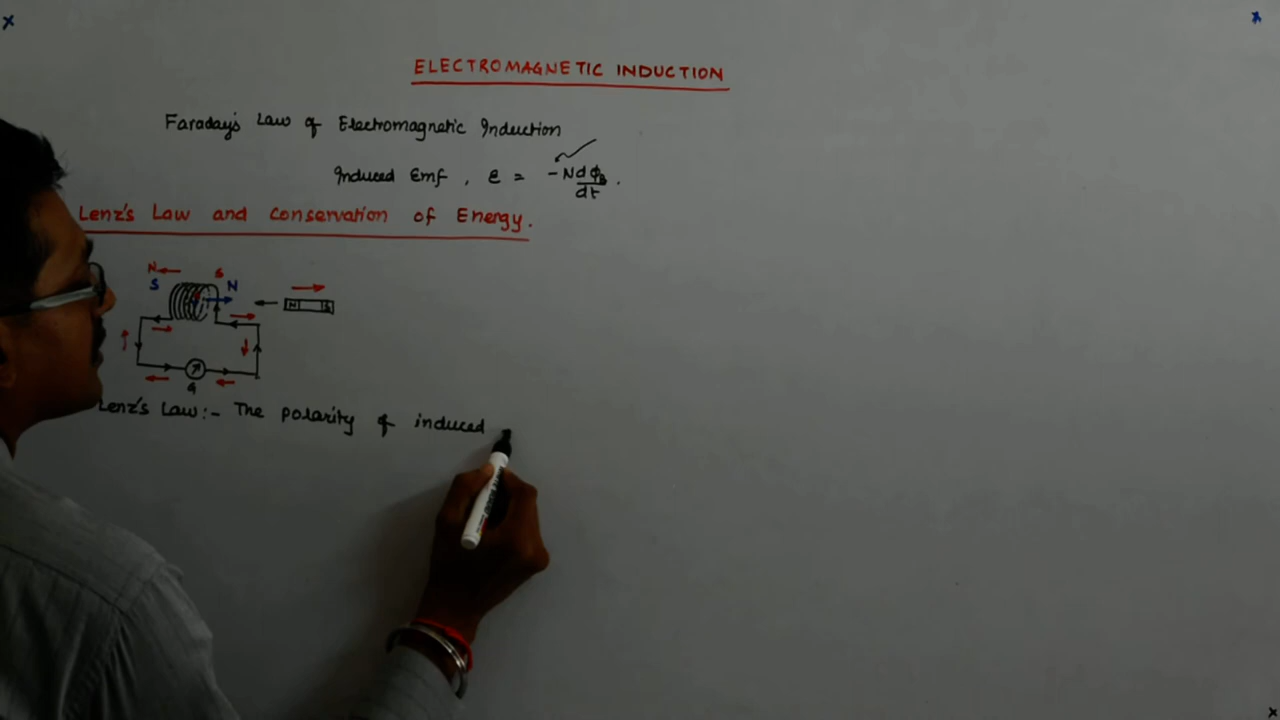 ELECTROMAGNETIC INDUCTION
Faraday's Law of Electromagnetic Induction
Induced Emf, e = -N dϕ_B/dt.
Lenz's Law and Conservation of Energy.
N S
S N
N S
G
Lenz's Law:- The polarity of induced